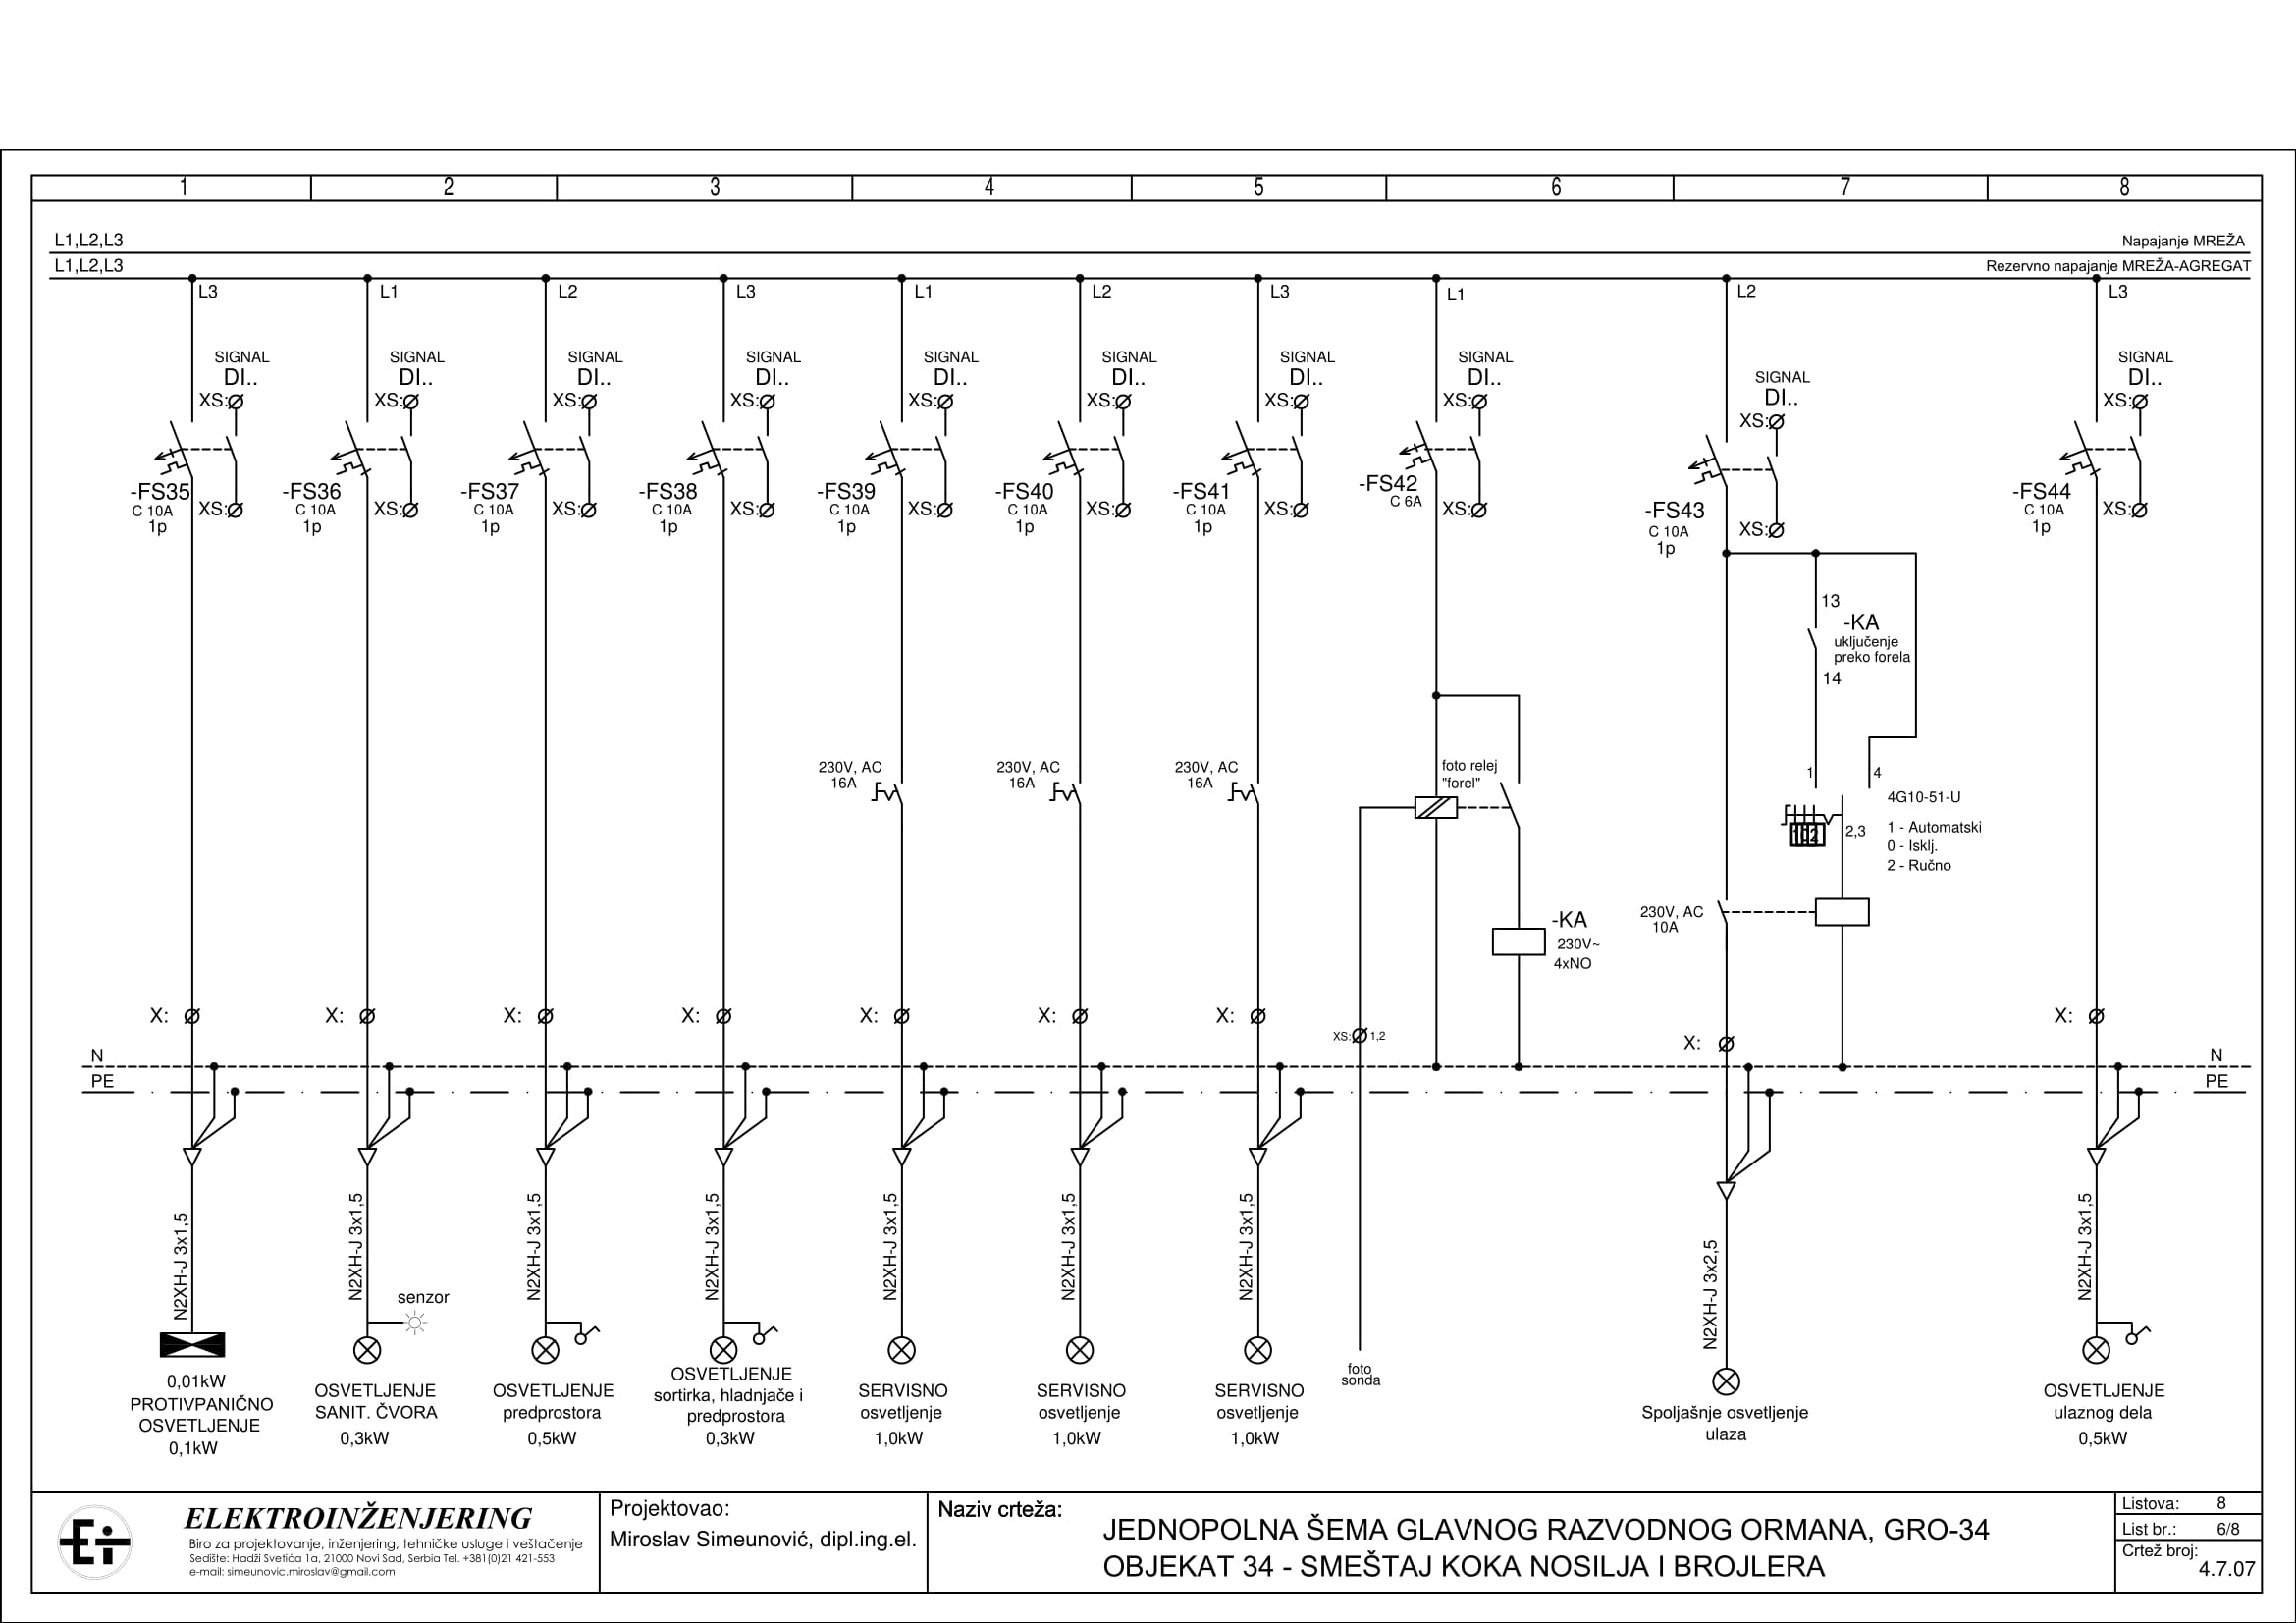 1 2 3 4 5 6 7 8
L1,L2,L3 Napajanje MREŽA
L1,L2,L3 Rezervno napajanje MREŽA-AGREGAT
L3 L1 L2 L3 L1 L2 L3 L1 L2 L3
SIGNAL SIGNAL SIGNAL SIGNAL SIGNAL SIGNAL SIGNAL SIGNAL SIGNAL SIGNAL
DI.. DI.. DI.. DI.. DI.. DI.. DI.. DI.. DI.. DI..
XS: XS: XS: XS: XS: XS: XS: XS: XS: XS:
-FS35 -FS36 -FS37 -FS38 -FS39 -FS40 -FS41 -FS42 -FS43 -FS44
C 10A C 10A C 10A C 10A C 10A C 10A C 10A C 6A C 10A C 10A
1p 1p 1p 1p 1p 1p 1p 1p 1p
XS: XS: XS: XS: XS: XS: XS: XS: XS: XS:
13
-KA
uključenje
preko forela
14
230V, AC 230V, AC 230V, AC
16A 16A 16A
foto relej
"forel"
1 4
4G10-51-U
2,3
1 - Automatski
0 - Isklj.
2 - Ručno
-KA
230V~
4xNO
230V, AC
10A
X: X: X: X: X: X: X: X: X:
XS: 1,2
N N
PE PE
N2XH-J 3x1,5
N2XH-J 3x1,5
N2XH-J 3x1,5
N2XH-J 3x1,5
N2XH-J 3x1,5
N2XH-J 3x1,5
N2XH-J 3x1,5
N2XH-J 3x2,5
N2XH-J 3x1,5
senzor
0,01kW
PROTIVPANIČNO
OSVETLJENJE
0,1kW
OSVETLJENJE
SANIT. ČVORA
0,3kW
OSVETLJENJE
predprostora
0,5kW
OSVETLJENJE
sortirka, hladnjače i
predprostora
0,3kW
SERVISNO
osvetljenje
1,0kW
SERVISNO
osvetljenje
1,0kW
SERVISNO
osvetljenje
1,0kW
foto
sonda
Spoljašnje osvetljenje
ulaza
OSVETLJENJE
ulaznog dela
0,5kW
Ei
ELEKTROINŽENJERING
Biro za projektovanje, inženjering, tehničke usluge i veštačenje
Sedište: Hadži Svetića 1a, 21000 Novi Sad, Serbia Tel. +381(0)21 421-553
e-mail: simeunovic.miroslav@gmail.com
Projektovao:
Miroslav Simeunović, dipl.ing.el.
Naziv crteža:
JEDNOPOLNA ŠEMA GLAVNOG RAZVODNOG ORMANA, GRO-34
OBJEKAT 34 - SMEŠTAJ KOKA NOSILJA I BROJLERA
Listova: 8
List br.: 6/8
Crtež broj:
4.7.07